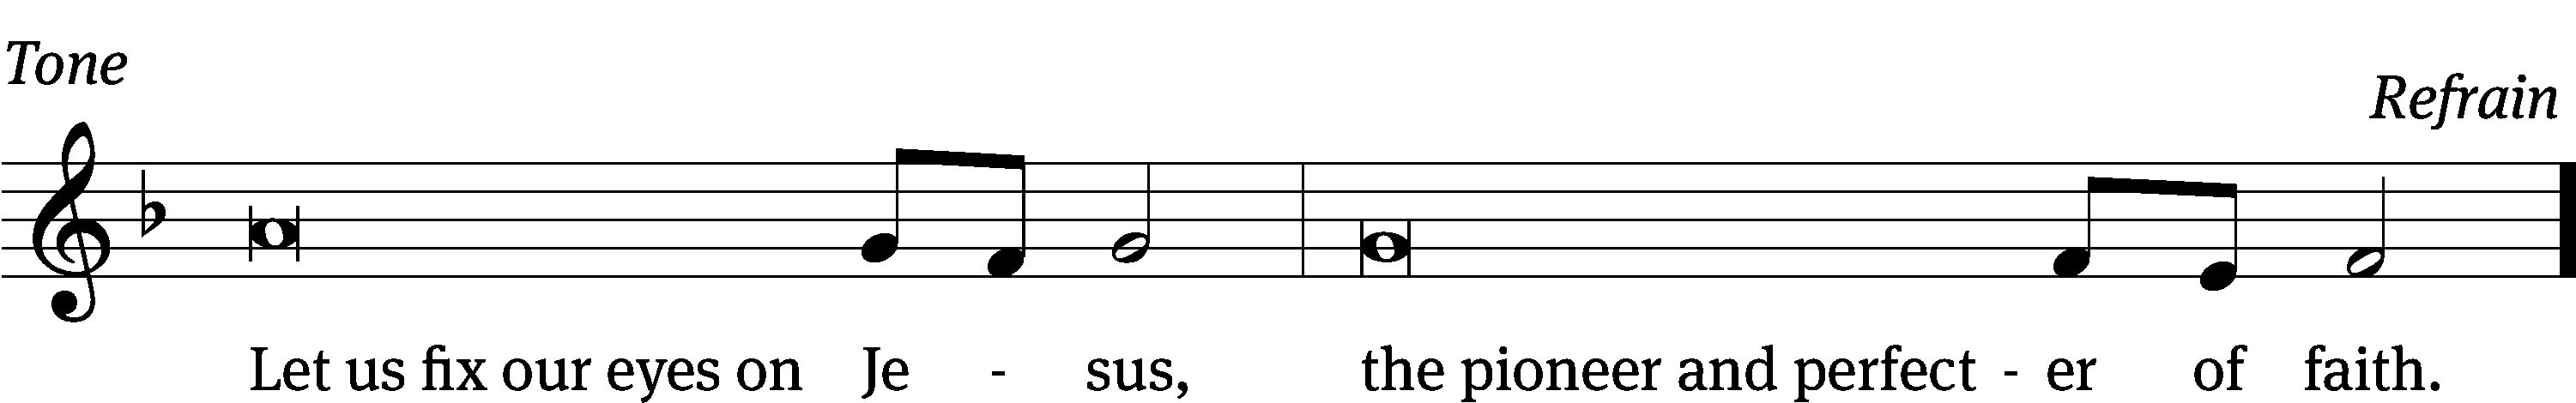 Tone
Refrain
Let us fix our eyes on Je - sus, the pioneer and perfect - er of faith.